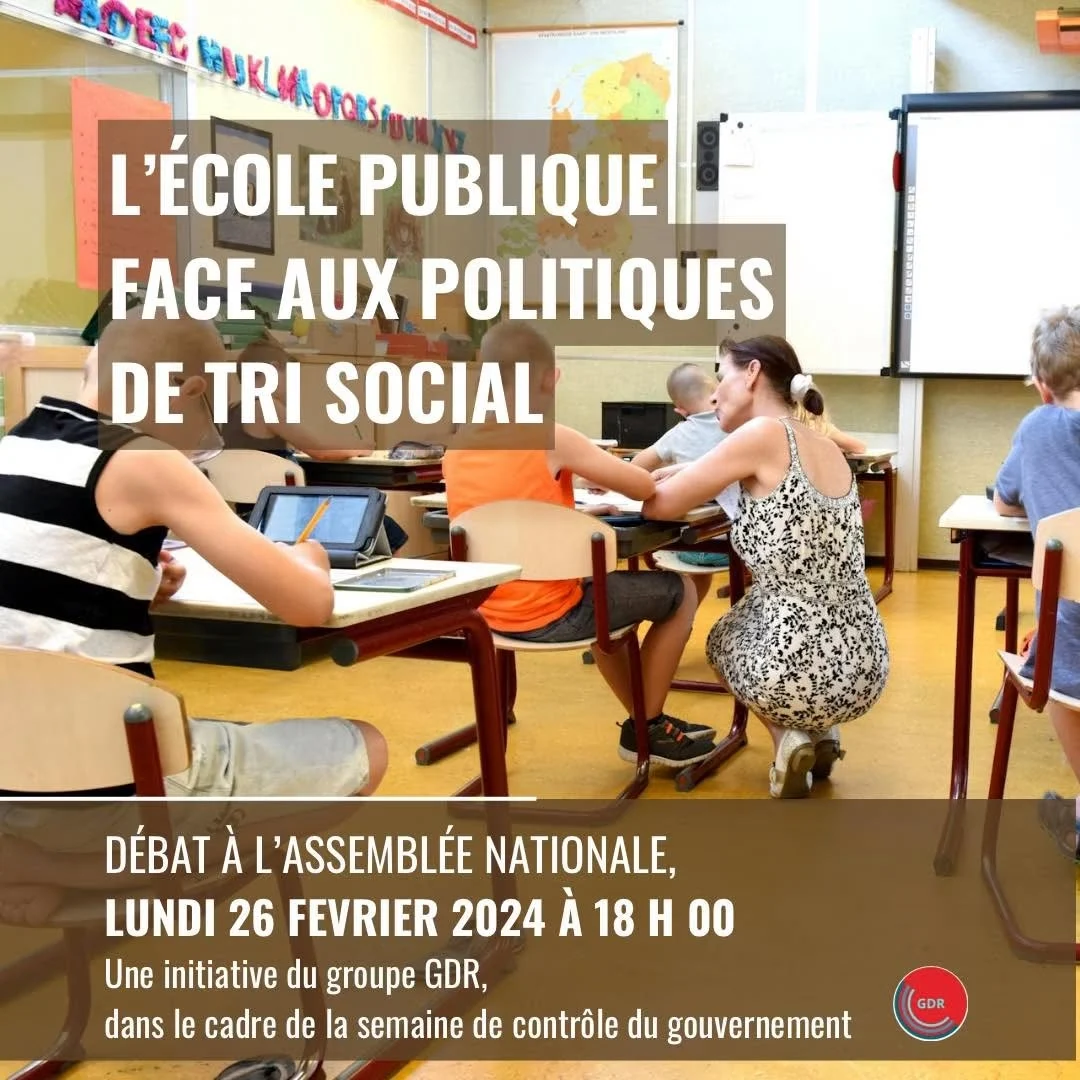 L'ÉCOLE PUBLIQUE
FACE AUX POLITIQUES
DE TRI SOCIAL
DÉBAT À L'ASSEMBLÉE NATIONALE,
LUNDI 26 FEVRIER 2024 À 18 H 00
Une initiative du groupe GDR,
dans le cadre de la semaine de contrôle du gouvernement
GDR